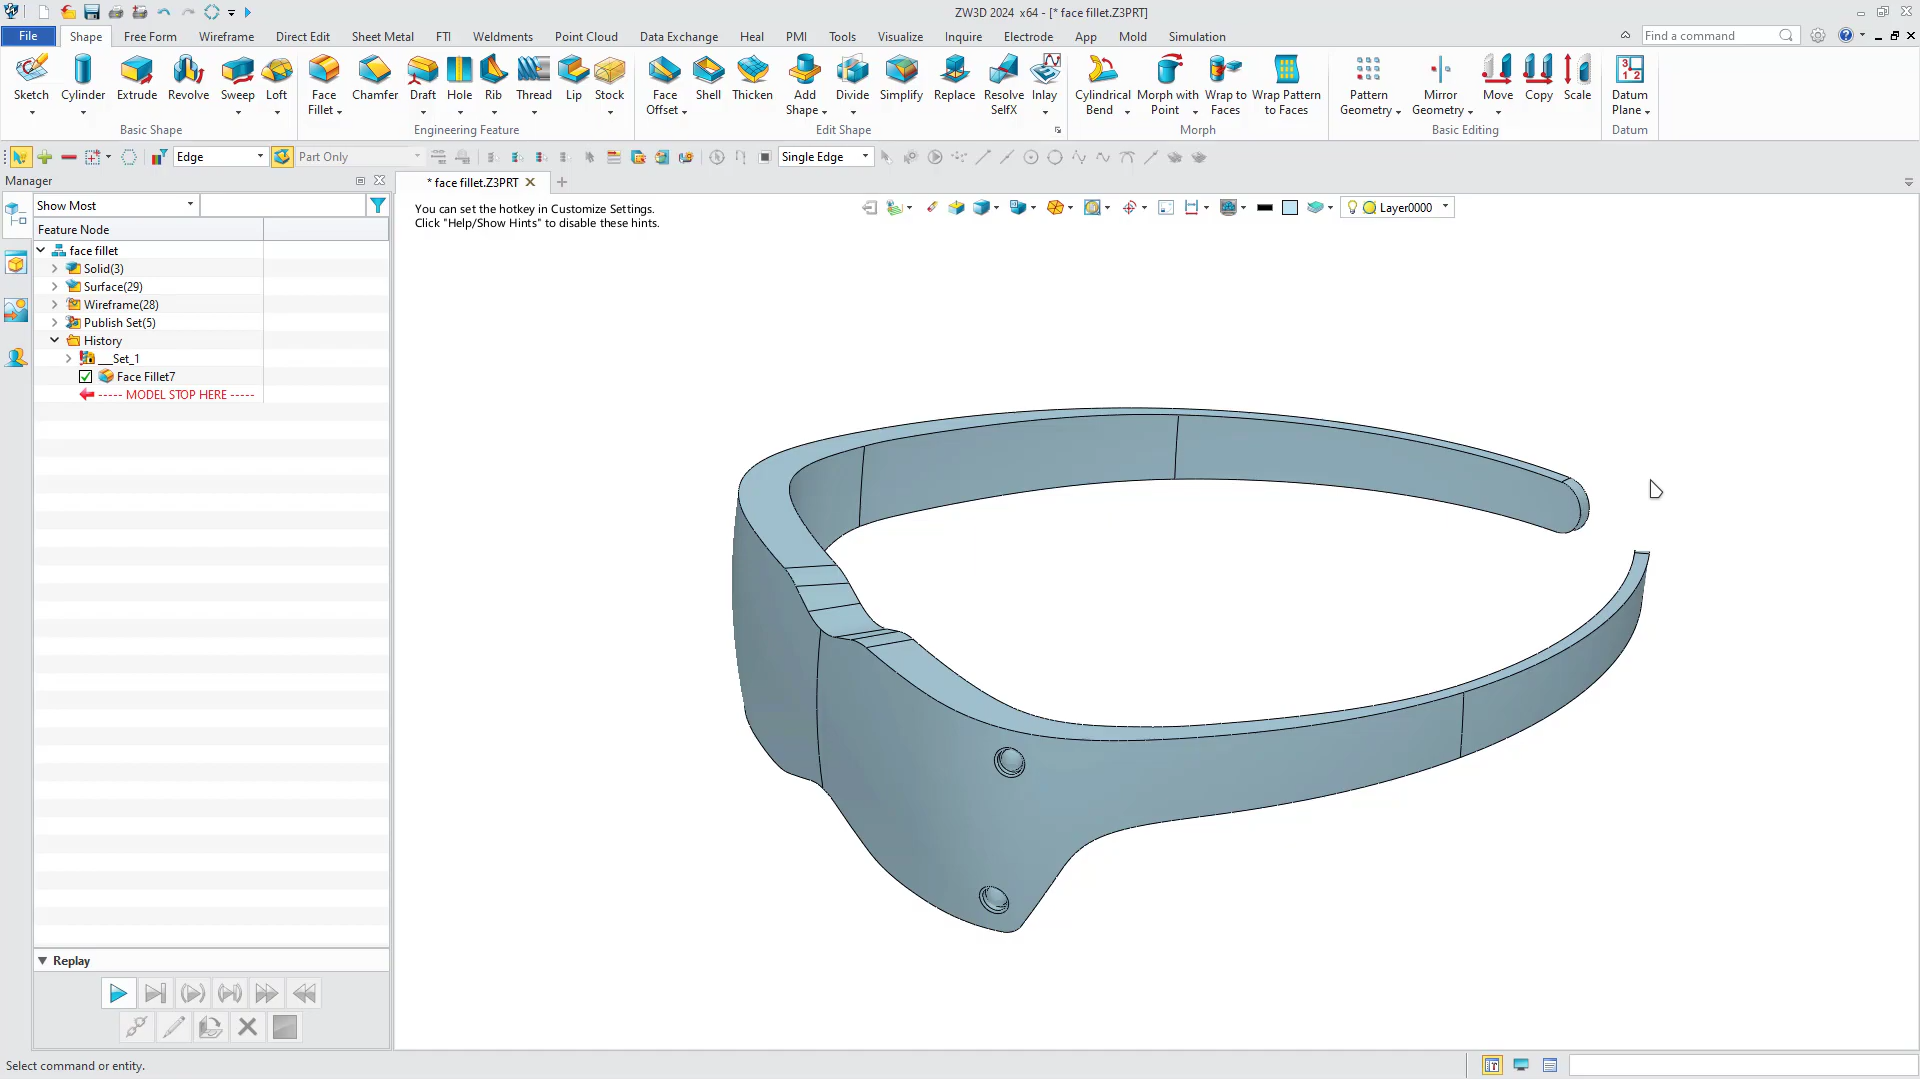 ZW3D 2024 x64 - [* face fillet.Z3PRT]
File Shape Free Form Wireframe Direct Edit Sheet Metal FTI Weldments Point Cloud Data Exchange Heal PMI Tools Visualize Inquire Electrode App Mold Simulation Find a command
Sketch Cylinder Extrude Revolve Sweep Loft Face Fillet Chamfer Draft Hole Rib Thread Lip Stock Face Offset Shell Thicken Add Shape Divide Simplify Replace Resolve SelfX Inlay Cylindrical Bend Morph with Point Wrap to Faces Wrap Pattern to Faces Pattern Geometry Mirror Geometry Move Copy Scale Datum Plane
Basic Shape Engineering Feature Edit Shape Morph Basic Editing Datum
Edge Part Only Single Edge
Manager * face fillet.Z3PRT
Show Most
You can set the hotkey in Customize Settings.
Click "Help/Show Hints" to disable these hints.
Layer0000
Feature Node
face fillet
Solid(3)
Surface(29)
Wireframe(28)
Publish Set(5)
History
___Set_1
Face Fillet7
----- MODEL STOP HERE -----
Replay
Select command or entity.